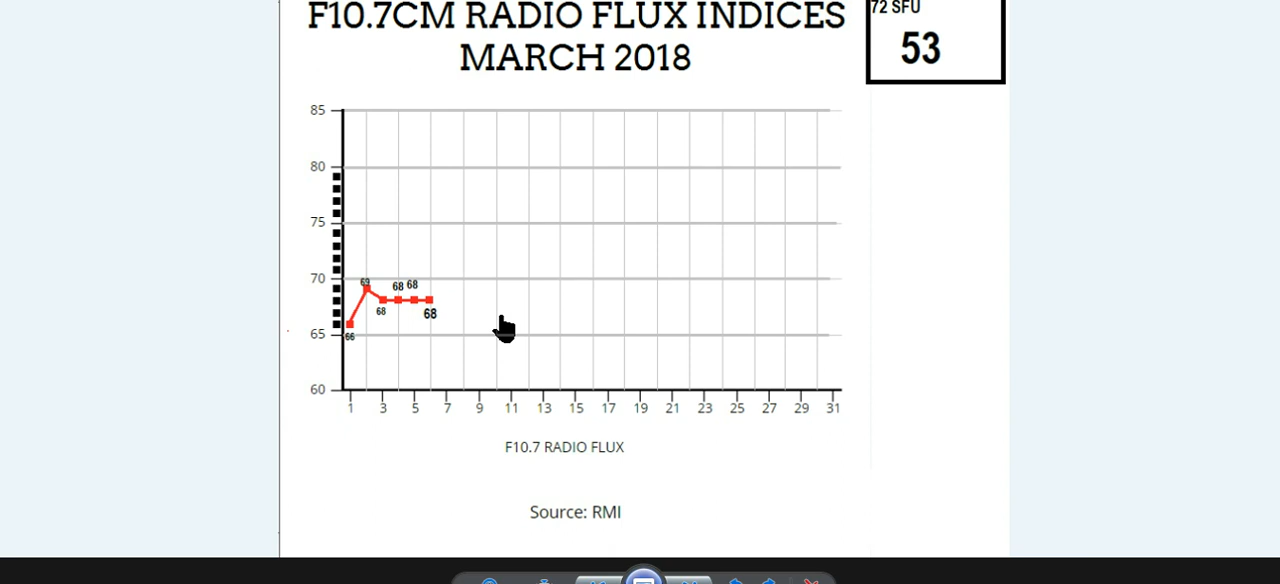 F10.7CM RADIO FLUX INDICES
MARCH 2018
72 SFU
53
85
80
75
70
65
60
66
69
68
68 68
68
1 3 5 7 9 11 13 15 17 19 21 23 25 27 29 31
F10.7 RADIO FLUX
Source: RMI